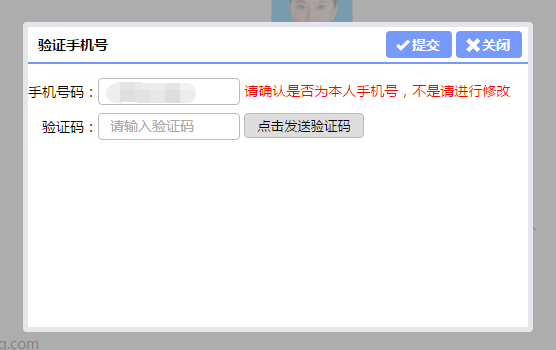 验证手机号 提交 关闭
手机号码： 请确认是否为本人手机号，不是请进行修改
验证码： 请输入验证码 点击发送验证码
q.com